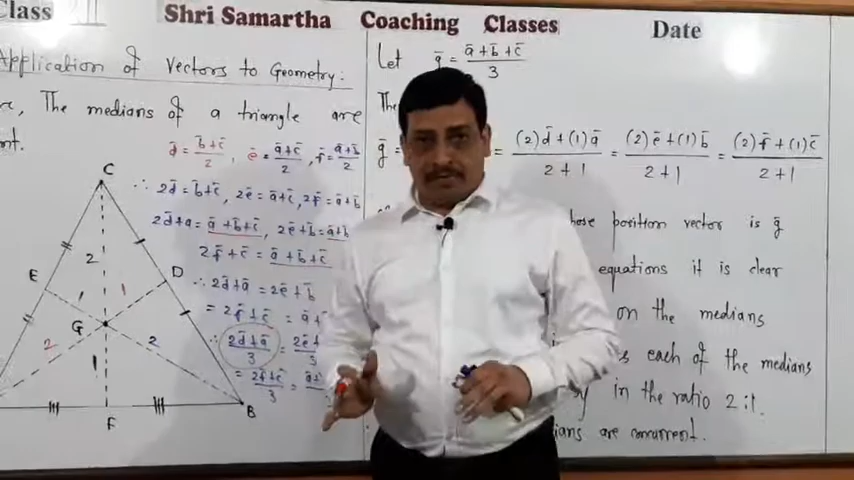 Class
Shri Samartha Coaching Classes
Date
Application of Vectors to Geometry :
The medians of a triangle are
d̄ = b̄+c̄/2 , ē = ā+c̄/2 , f̄ = ā+b̄/2
∴ 2d̄ = b̄+c̄, 2ē = ā+c̄, 2f̄ = ā+b̄
2d̄+ā = ā+b̄+c̄, 2ē+b̄ = ā+b̄
2f̄+c̄ = ā+b̄+c̄
∴ 2d̄+ā = 2ē+b̄
= 2f̄+c̄ = ā+
∴ 2d̄+ā/3 =
= 2f̄+c̄/3 =
C
E
D
G
F
B
2
1
1
2
2
1
Let ḡ = ā+b̄+c̄/3
ḡ = (2)d̄+(1)ā/2+1 = (2)ē+(1)b̄/2+1 = (2)f̄+(1)c̄/2+1
position vector is ḡ
equations it is clear
on the medians
each of the medians
in the ratio 2:1.
are concurrent.